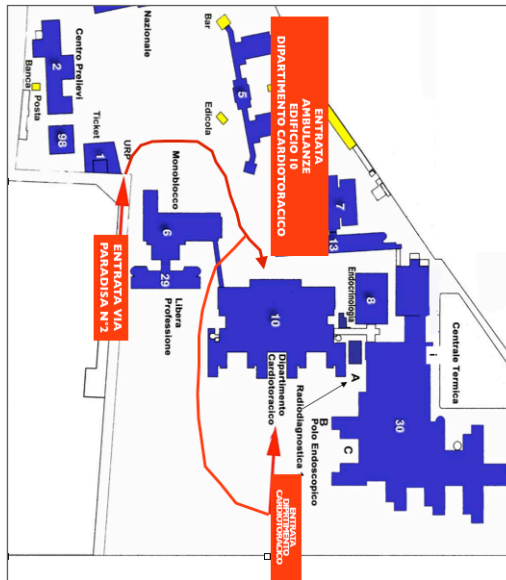 Bar
Nazionale
Centro Prelievi
2
Banca
Posta
98
Ticket
1
URP
5
Edicola
ENTRATA
AMBULANZE
EDIFICIO 10
DIPARTIMENTO CARDIOTORACICO
7
13
Monoblocco
6
29
Libera
Professione
ENTRATA VIA
PARADISA N°2
Endocrinologia
8
10
Centrale Termica
i
30
Dipartimento
Cardiotoracico
Radiodiagnostica 1
A
B
Polo Endoscopico
C
ENTRATA
DIPRTIMENTO
CARDIOTORACICO